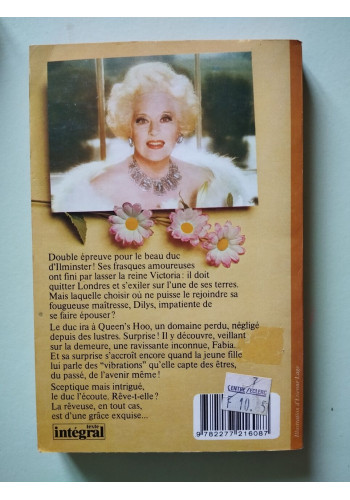 Double épreuve pour le beau duc
d'Ilminster! Ses frasques amoureuses
ont fini par lasser la reine Victoria : il doit
quitter Londres et s'exiler sur l'une de ses terres.
Mais laquelle choisir où ne puisse le rejoindre sa
fougueuse maîtresse, Dilys, impatiente de
se faire épouser ?
Le duc ira à Queen's Hoo, un domaine perdu, négligé
depuis des lustres. Surprise! Il y découvre, veillant
sur la demeure, une ravissante inconnue, Fabia.
Et sa surprise s'accroît encore quand la jeune fille
lui parle des "vibrations" qu'elle capte des êtres,
du passé, de l'avenir même !
Sceptique mais intrigué,
le duc l'écoute. Rêve-t-elle ?
La rêveuse, en tout cas,
est d'une grâce exquise...
texte
intégral
7
F 10.
9 782277 216087
Illustration